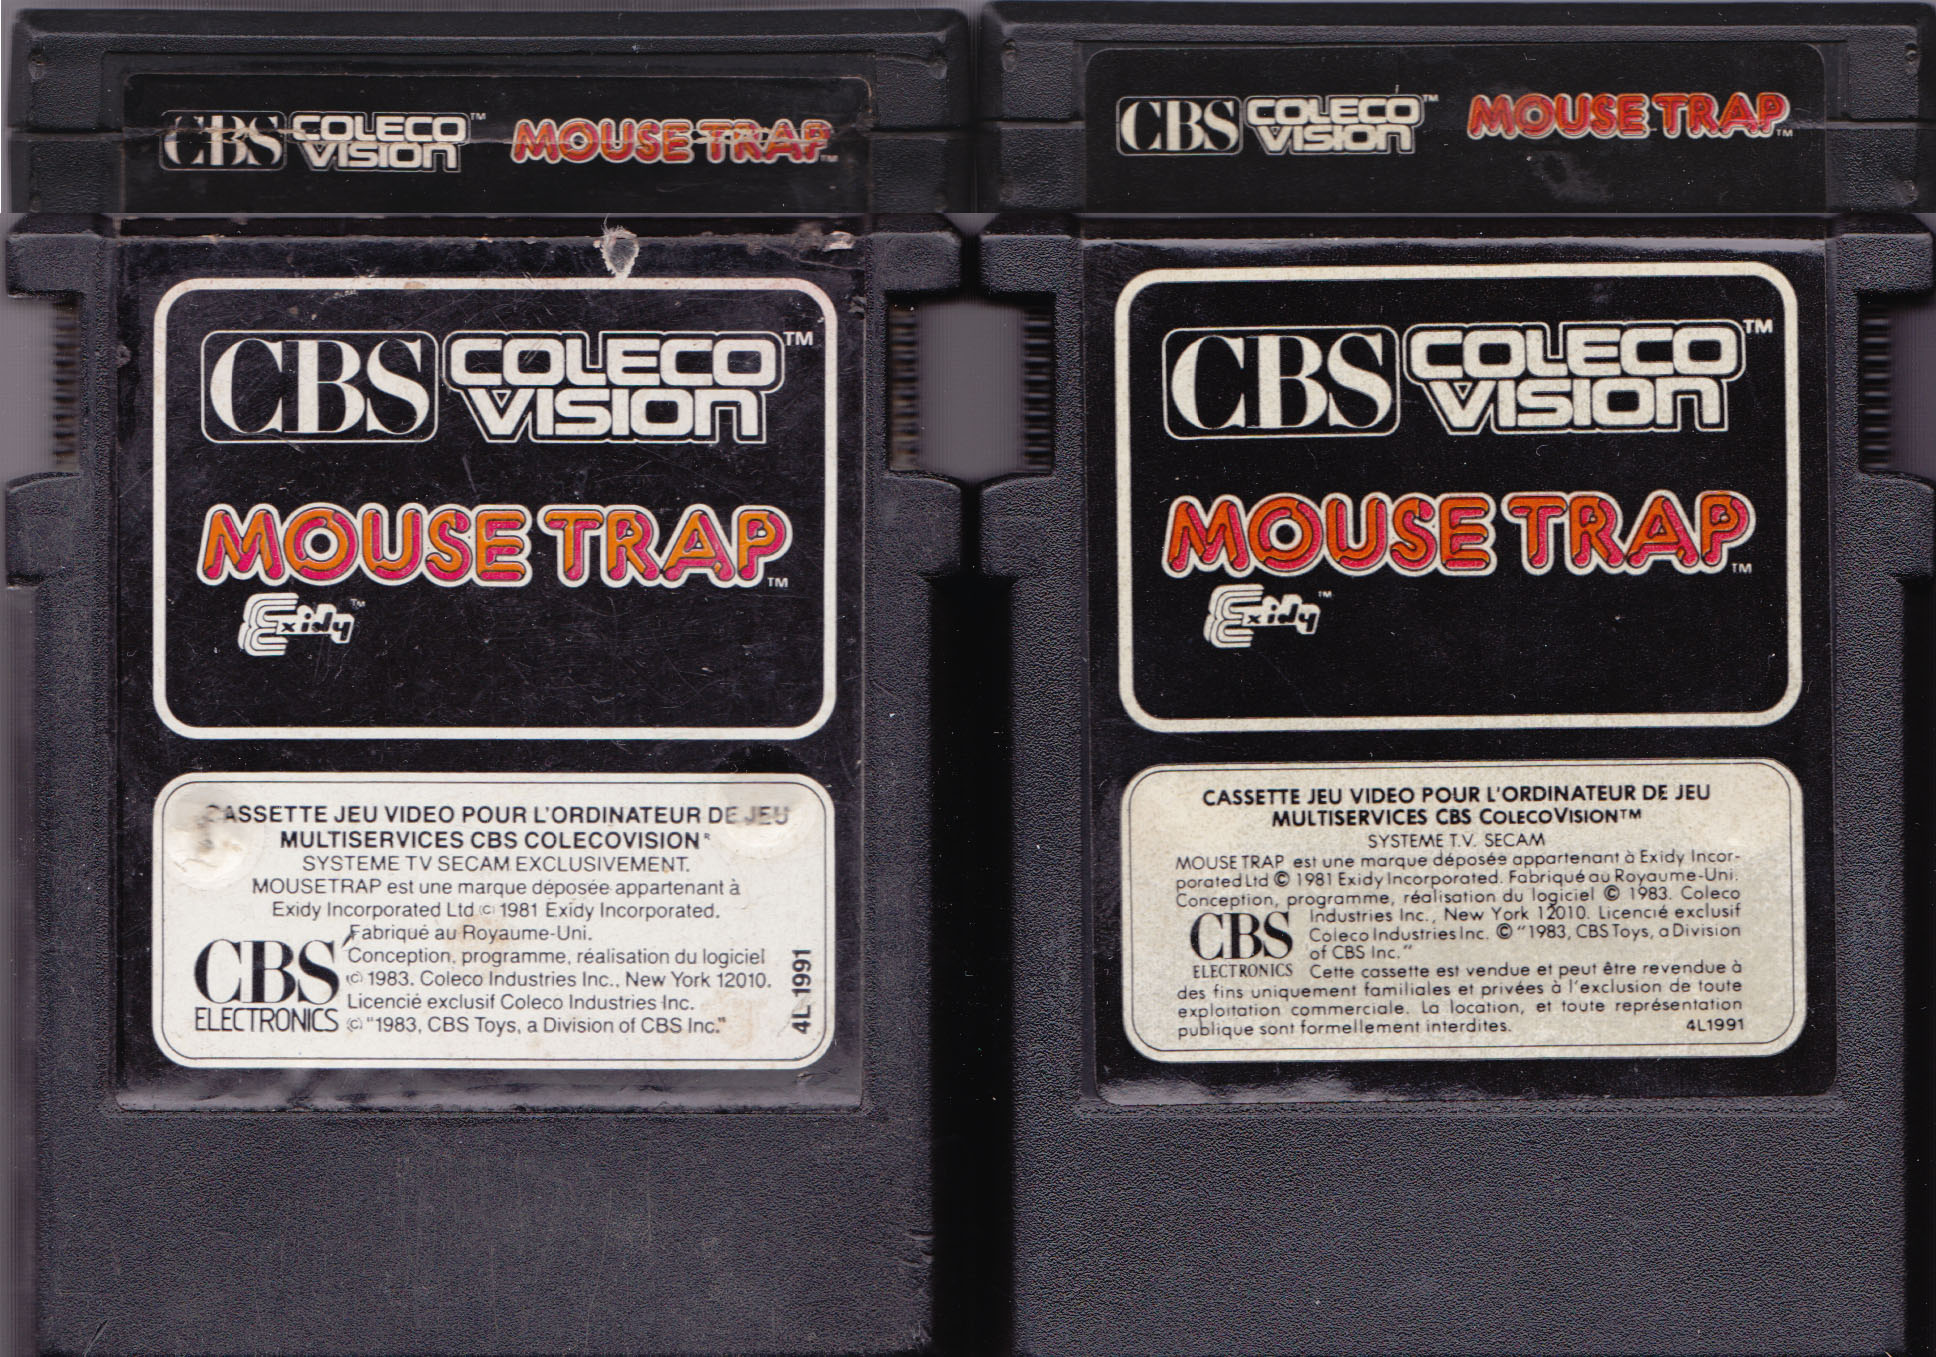 CBS COLECO VISION™ MOUSE TRAP™
CBS COLECO VISION™ MOUSE TRAP™
CBS COLECO™
VISION
MOUSE TRAP™
Exidy™
CASSETTE JEU VIDEO POUR L'ORDINATEUR DE JEU
MULTISERVICES CBS COLECOVISION®
SYSTEME TV SECAM EXCLUSIVEMENT.
MOUSETRAP est une marque déposée appartenant à
Exidy Incorporated Ltd © 1981 Exidy Incorporated.
Fabriqué au Royaume-Uni.
Conception, programme, réalisation du logiciel
© 1983. Coleco Industries Inc., New York 12010.
Licencié exclusif Coleco Industries Inc.
© "1983, CBS Toys, a Division of CBS Inc."
CBS
ELECTRONICS
4L-1991
CBS COLECO™
VISION
MOUSE TRAP™
Exidy™
CASSETTE JEU VIDEO POUR L'ORDINATEUR DE JEU
MULTISERVICES CBS COLECOVISION™
SYSTEME T.V. SECAM
MOUSE TRAP est une marque déposée appartenant à Exidy Incor-
porated Ltd © 1981 Exidy Incorporated. Fabriqué au Royaume-Uni.
Conception, programme, réalisation du logiciel © 1983. Coleco
Industries Inc., New York 12010. Licencié exclusif
Coleco Industries Inc. © "1983, CBS Toys, a Division
of CBS Inc."
CBS
ELECTRONICS
Cette cassette est vendue et peut être revendue à
des fins uniquement familiales et privées à l'exclusion de toute
exploitation commerciale. La location, et toute représentation
publique sont formellement interdites.
4L1991